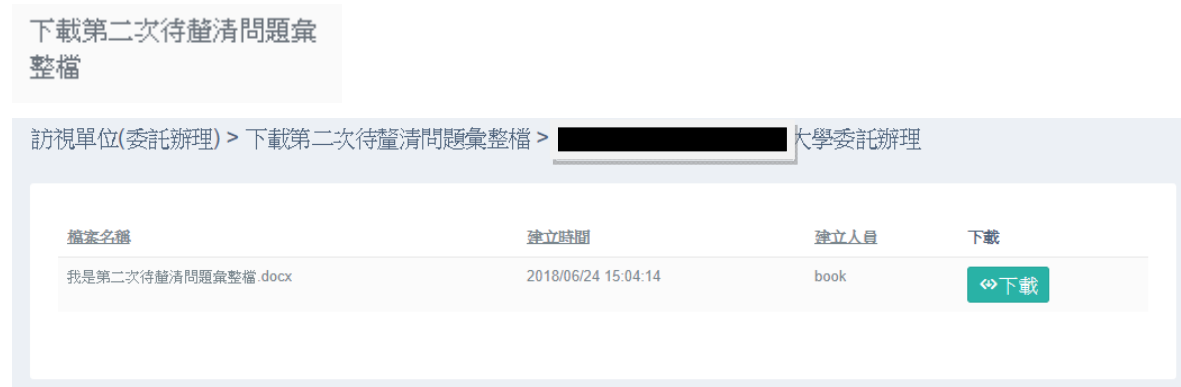 下載第二次待釐清問題彙
整檔
訪視單位(委託辦理) > 下載第二次待釐清問題彙整檔 > 大學委託辦理
檔案名稱 建立時間 建立人員 下載
我是第二次待釐清問題彙整檔.docx 2018/06/24 15:04:14 book 下載